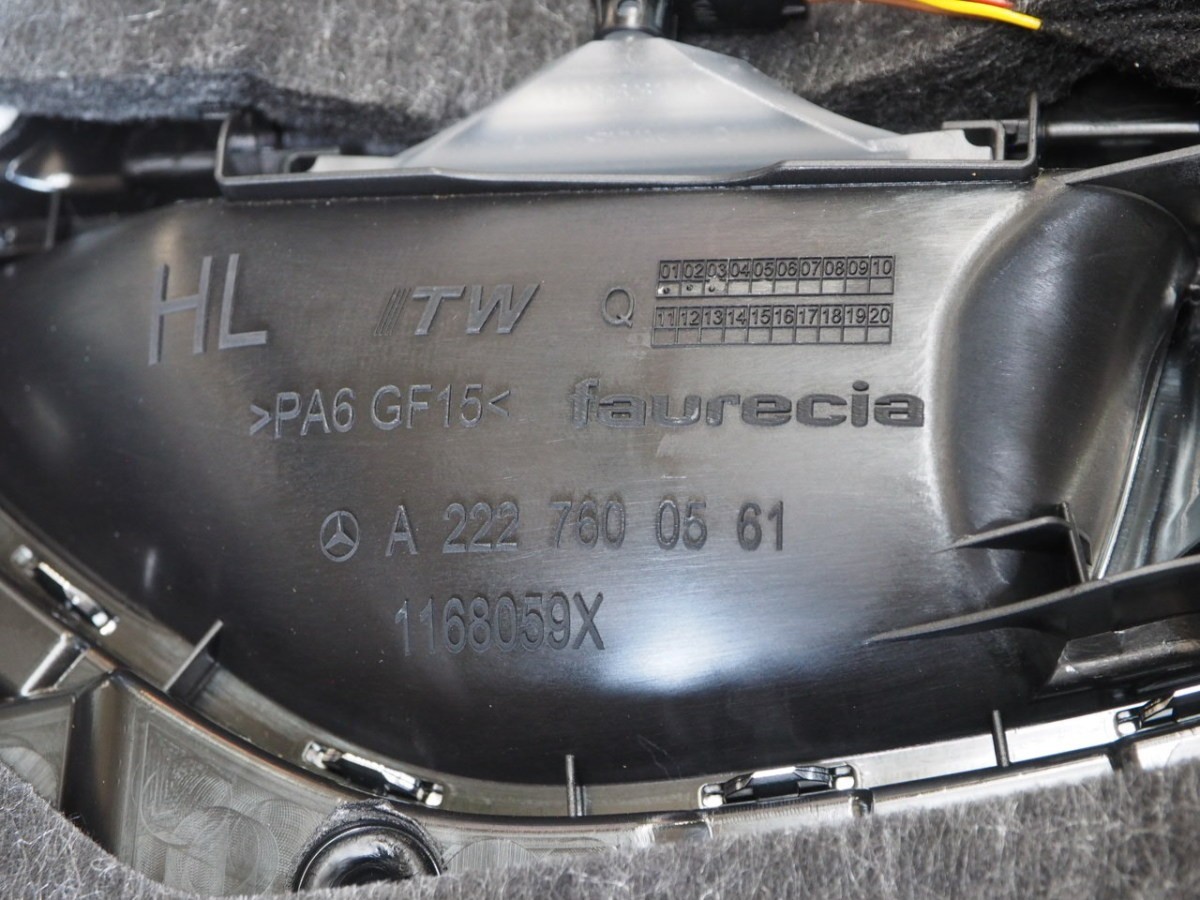 HL
TW
Q
01 02 03 04 05 06 07 08 09 10
11 12 13 14 15 16 17 18 19 20
>PA6 GF15<
faurecia
A 222 760 05 61
1168059X